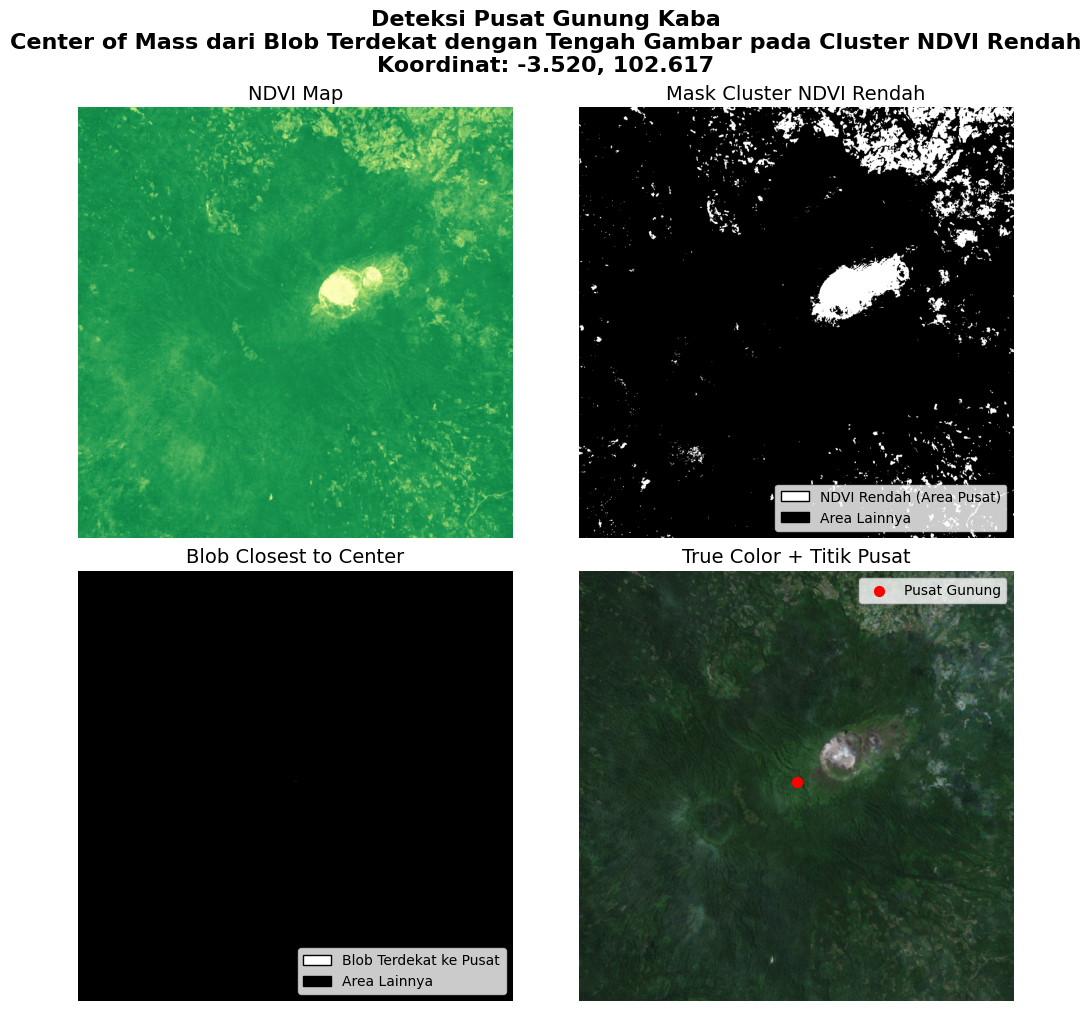 Deteksi Pusat Gunung Kaba
Center of Mass dari Blob Terdekat dengan Tengah Gambar pada Cluster NDVI Rendah
Koordinat: -3.520, 102.617
NDVI Map
Mask Cluster NDVI Rendah
NDVI Rendah (Area Pusat)
Area Lainnya
Blob Closest to Center
True Color + Titik Pusat
Pusat Gunung
Blob Terdekat ke Pusat
Area Lainnya